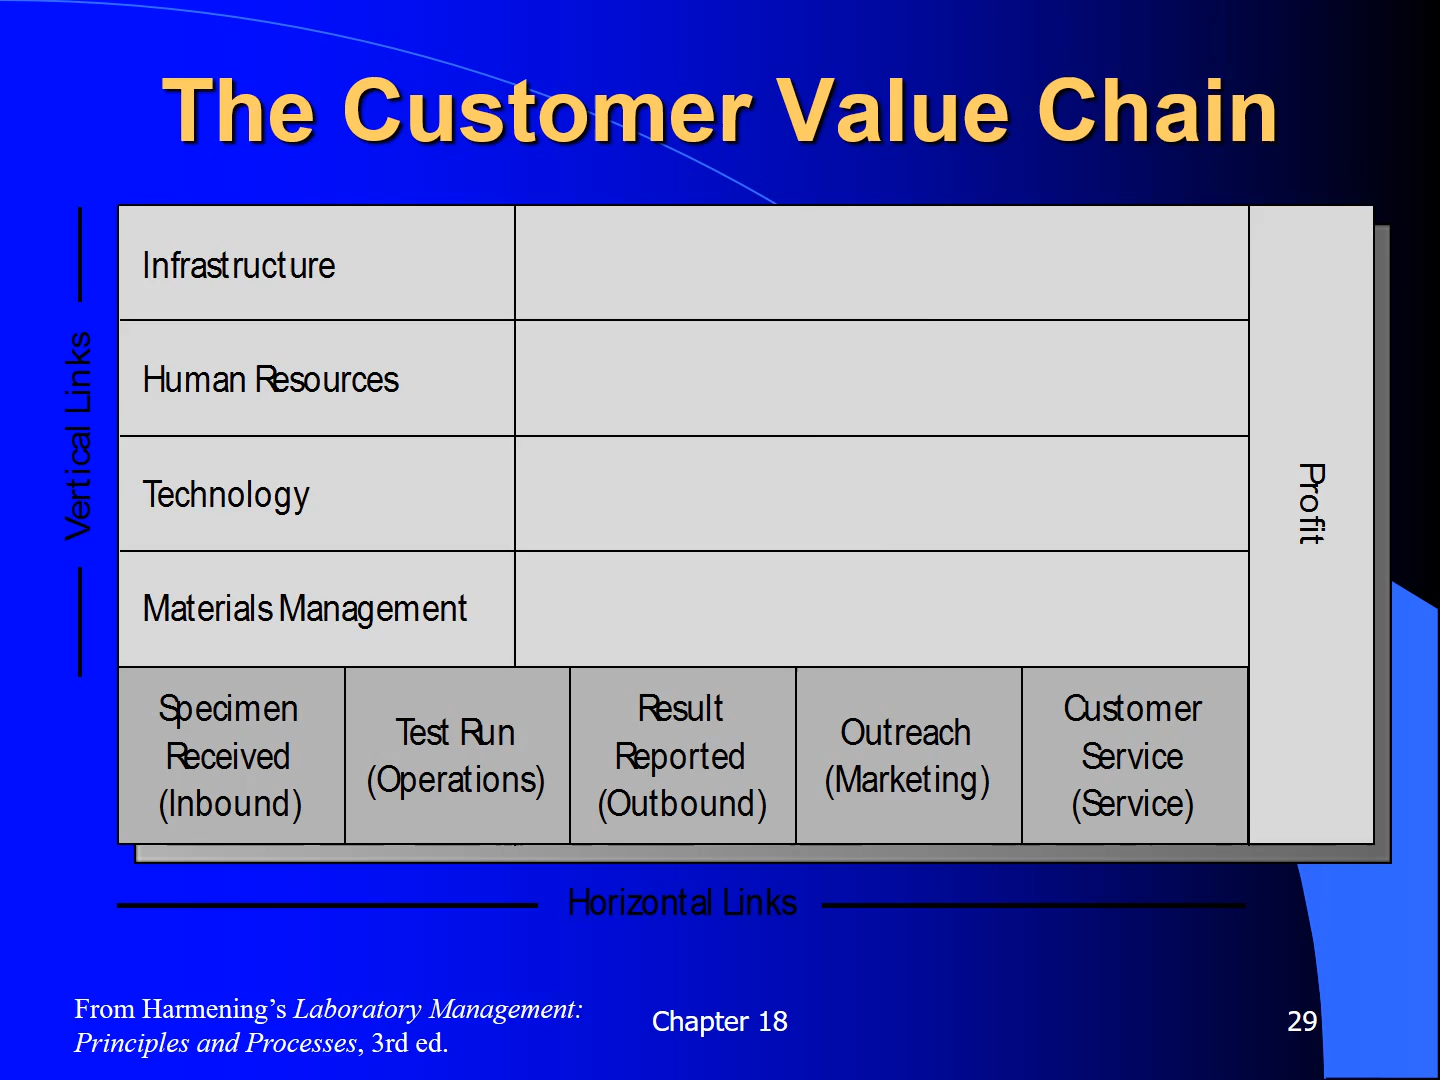 The Customer Value Chain
Vertical Links
Infrastructure
Human Resources
Technology
Materials Management
Profit
Specimen
Received
(Inbound)
Test Run
(Operations)
Result
Reported
(Outbound)
Outreach
(Marketing)
Customer
Service
(Service)
Horizontal Links
From Harmening’s Laboratory Management:
Principles and Processes, 3rd ed.
Chapter 18
29